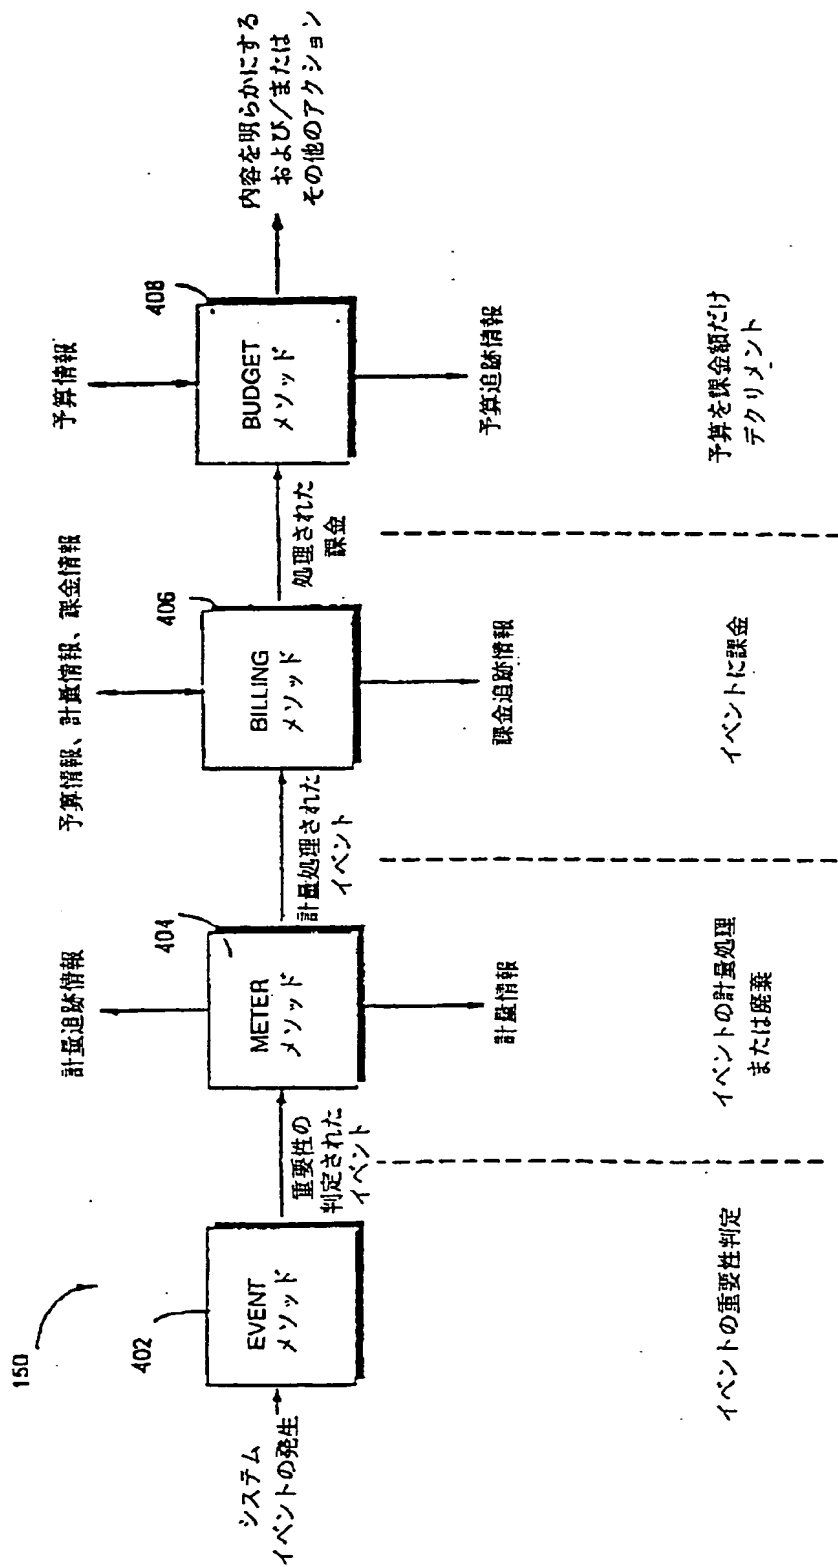 150
402
システム
イベントの発生
EVENT
メソッド
イベントの重要性判定
重要性の
判定された
イベント
計量追跡情報
404
METER
メソッド
計量情報
イベントの計量処理
または廃棄
計量処理された
イベント
予算情報、計量情報、課金情報
406
BILLING
メソッド
課金追跡情報
イベントに課金
処理された
課金
予算情報
408
BUDGET
メソッド
予算追跡情報
予算を課金額だけ
デクリメント
内容を明らかにする
および/または
その他のアクション